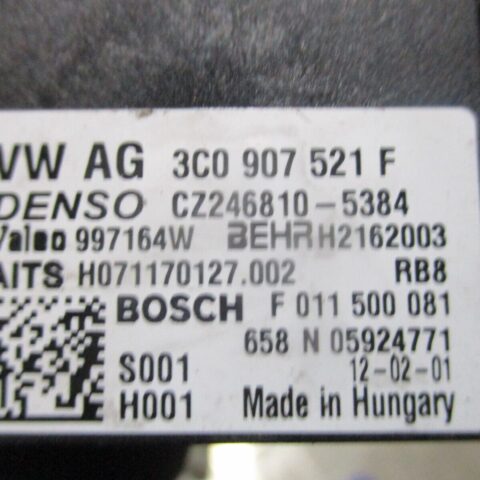 VW AG 3C0 907 521 F
DENSO CZ246810-5384
Valeo 997164W BEHR H2162003
AITS H071170127.002 RB8
BOSCH F 011 500 081
658 N 05924771
S001 12-02-01
H001 Made in Hungary